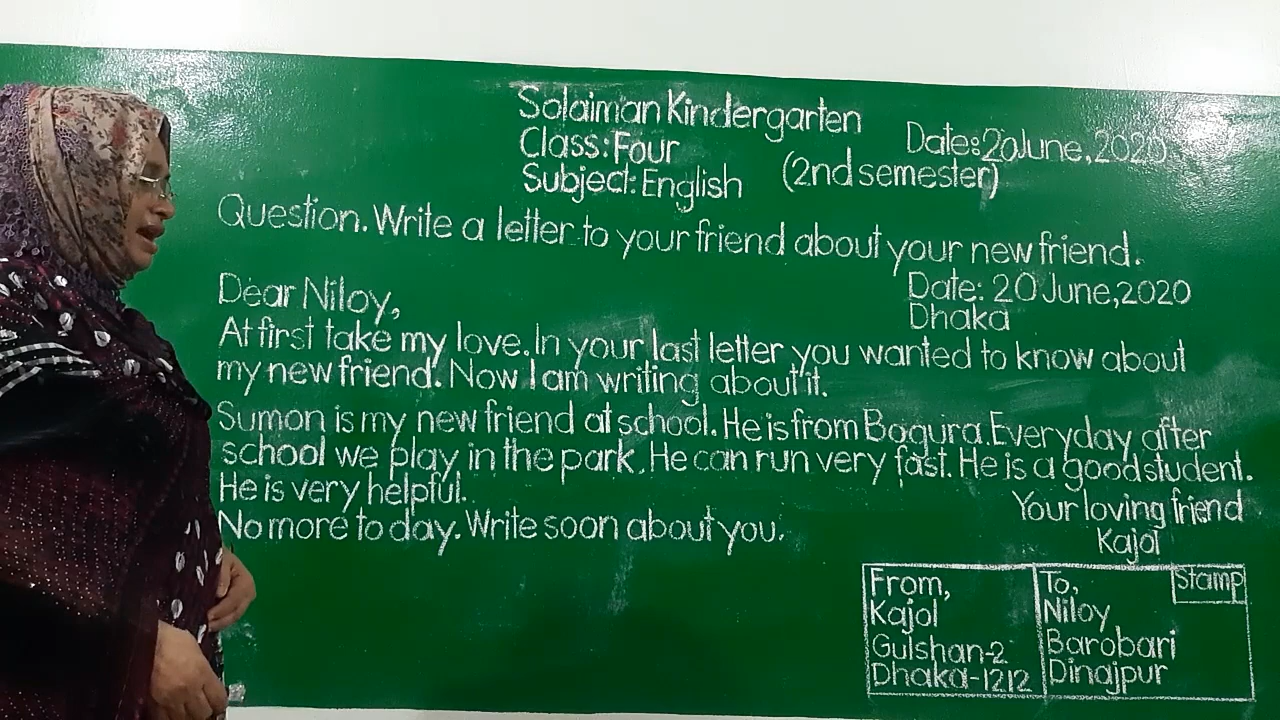 Solaiman Kindergarten
Class: Four
Date: 20 June, 2020
Subject: English (2nd semester)
Question. Write a letter to your friend about your new friend.
Date: 20 June, 2020
Dhaka
Dear Niloy,
At first take my love. In your last letter you wanted to know about
my new friend. Now I am writing about it.
Sumon is my new friend at school. He is from Bogura. Everyday after
school we play in the park. He can run very fast. He is a good student.
He is very helpful.
No more to day. Write soon about you.
Your loving friend
Kajol
From,
Kajol
Gulshan-2
Dhaka-1212
To,
Niloy
Barobari
Dinajpur
Stamp